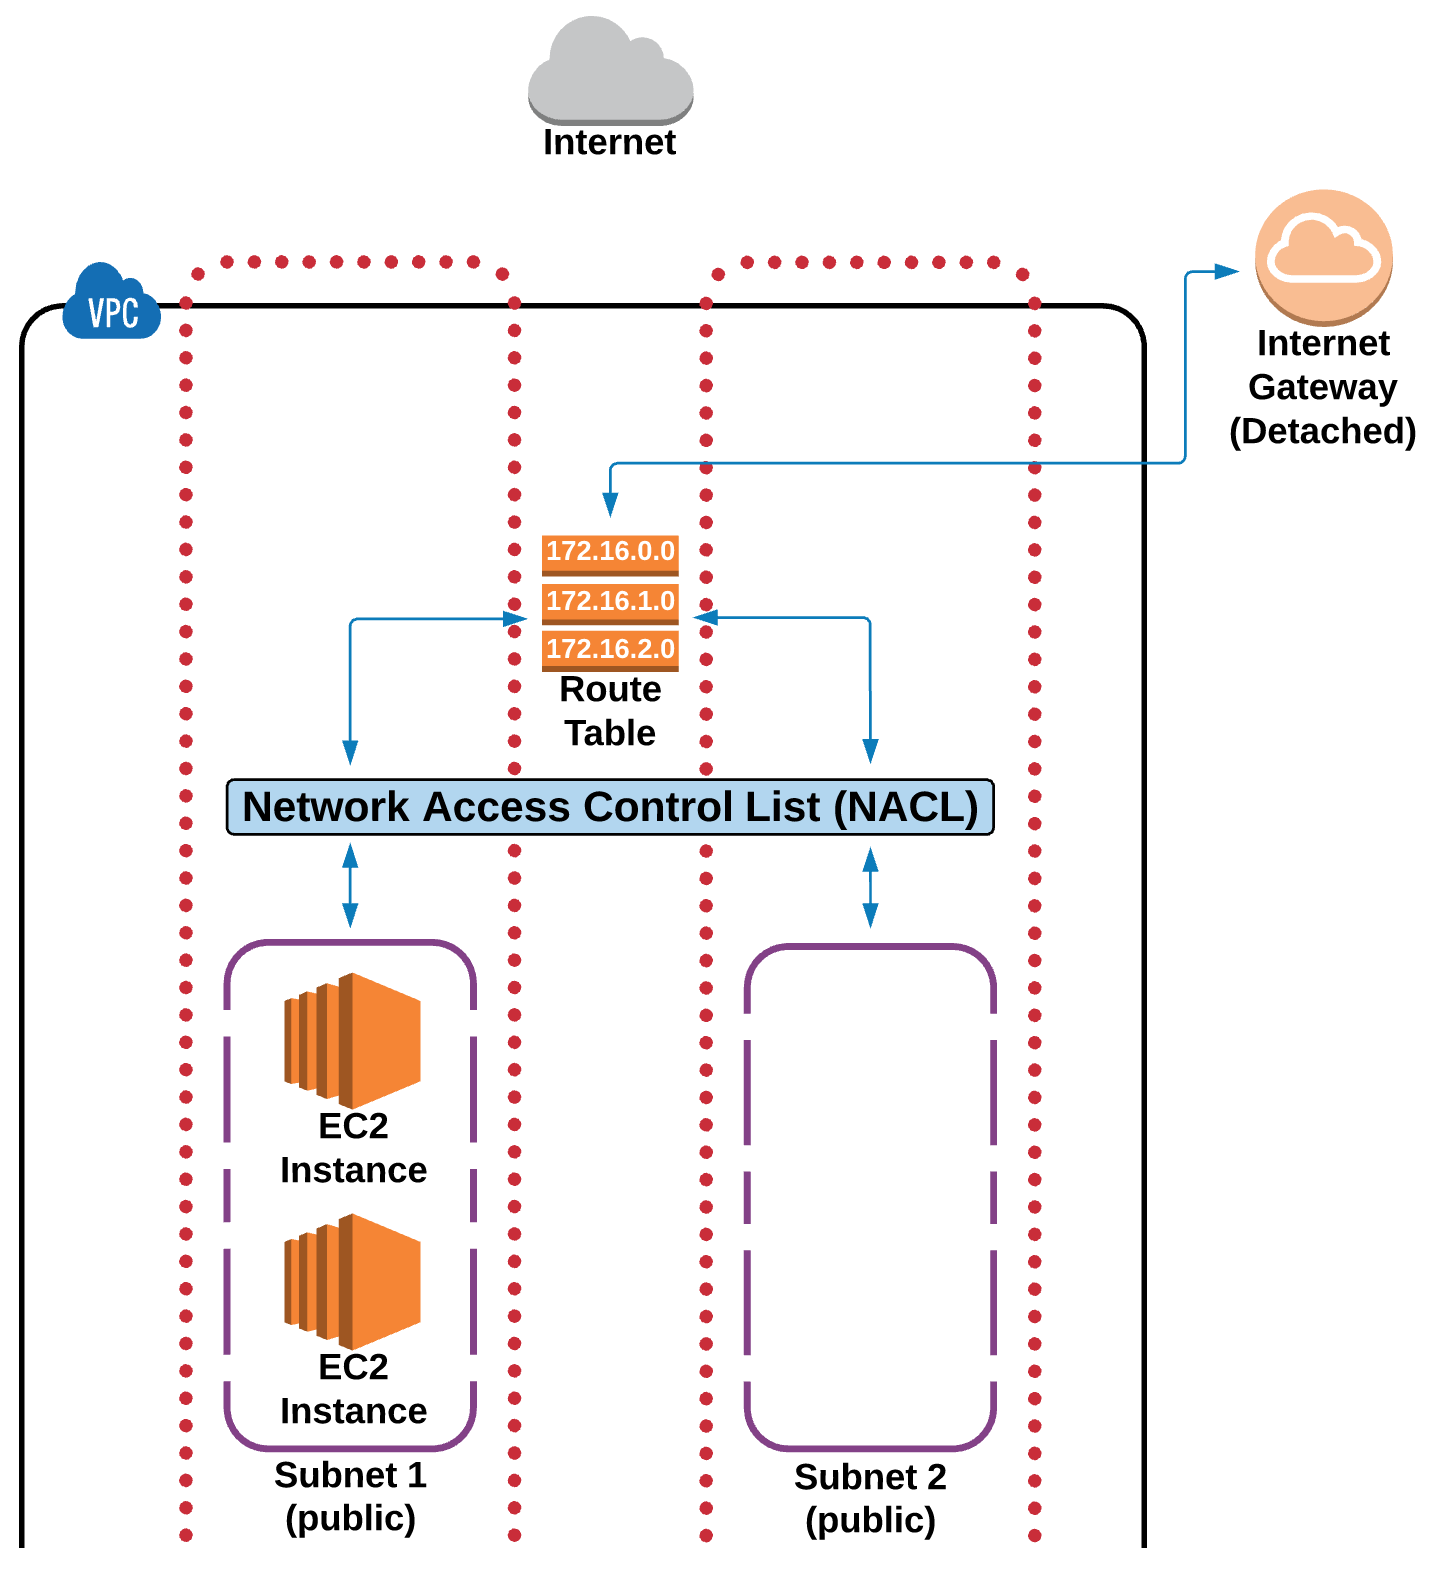 Internet
VPC
Internet
Gateway
(Detached)
172.16.0.0
172.16.1.0
172.16.2.0
Route
Table
Network Access Control List (NACL)
EC2
Instance
EC2
Instance
Subnet 1
(public)
Subnet 2
(public)